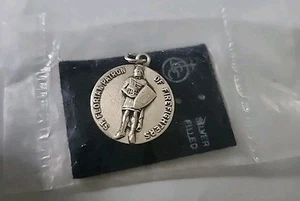 ST. FLORIAN PATRON OF FIREFIGHTERS
SILVER
FILLED